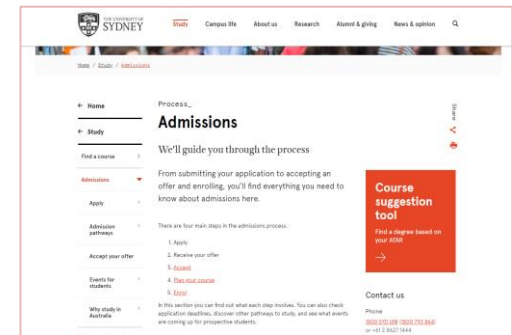 THE UNIVERSITY OF
SYDNEY
Study
Campus life
About us
Research
Alumni & giving
News & opinion
Home / Study / Admissions
← Home
← Study
Find a course
Admissions
Apply
Admission
pathways
Accept your offer
Events for
students
Why study in
Australia
Process_
Admissions
We'll guide you through the process
From submitting your application to accepting an
offer and enrolling, you'll find everything you need to
know about admissions here.
There are four main steps in the admissions process.
1. Apply
2. Receive your offer
3. Accept
4. Plan your course
5. Enrol
In this section you can find out what each step involves. You can also check
application deadlines, discover other pathways to study, and see what events
are coming up for prospective students.
Share
Course
suggestion
tool
Find a degree based on
your ATAR
→
Contact us
Phone
or +61 2 8627 1444